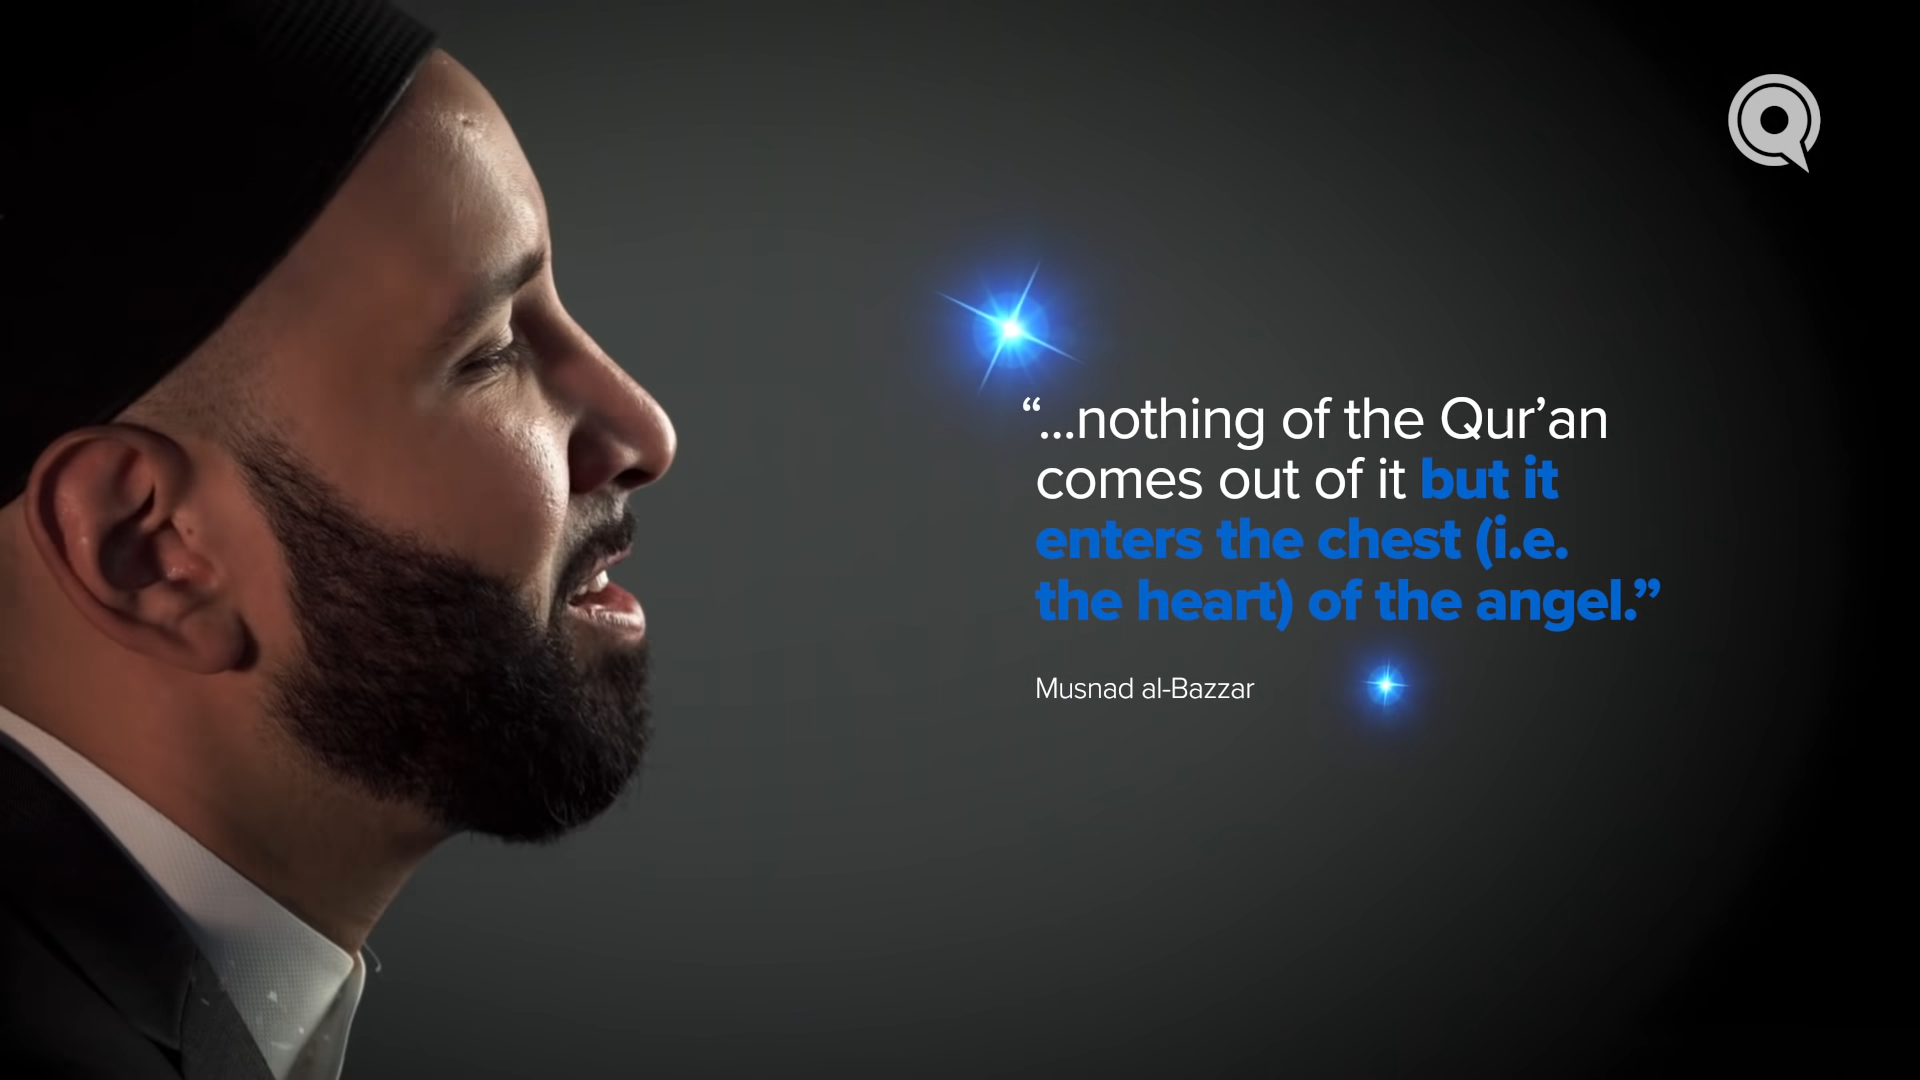 “...nothing of the Qur’an
comes out of it but it
enters the chest (i.e.
the heart) of the angel.”
Musnad al-Bazzar